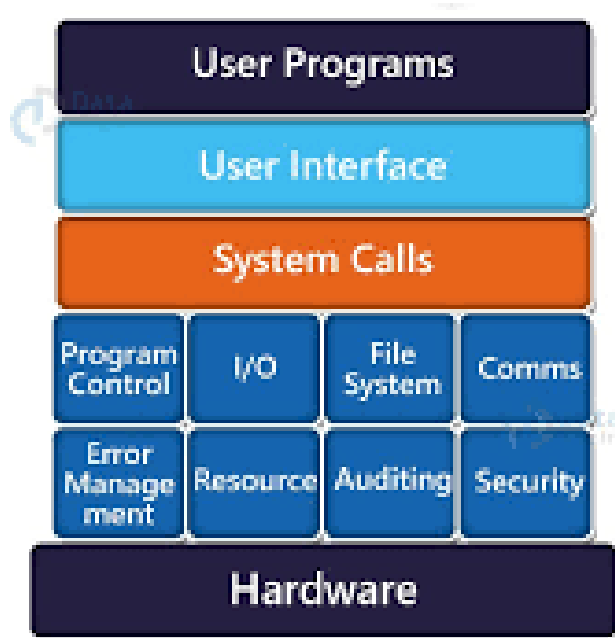 User Programs
User Interface
System Calls
Program
Control
I/O
File
System
Comms
Error
Manage
ment
Resource
Auditing
Security
Hardware